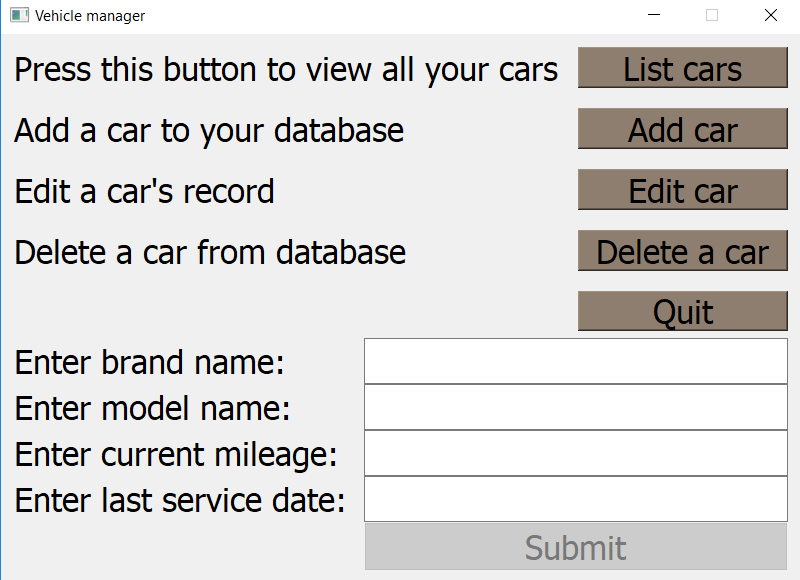 Vehicle manager
Press this button to view all your cars List cars
Add a car to your database Add car
Edit a car's record Edit car
Delete a car from database Delete a car
Quit
Enter brand name:
Enter model name:
Enter current mileage:
Enter last service date:
Submit